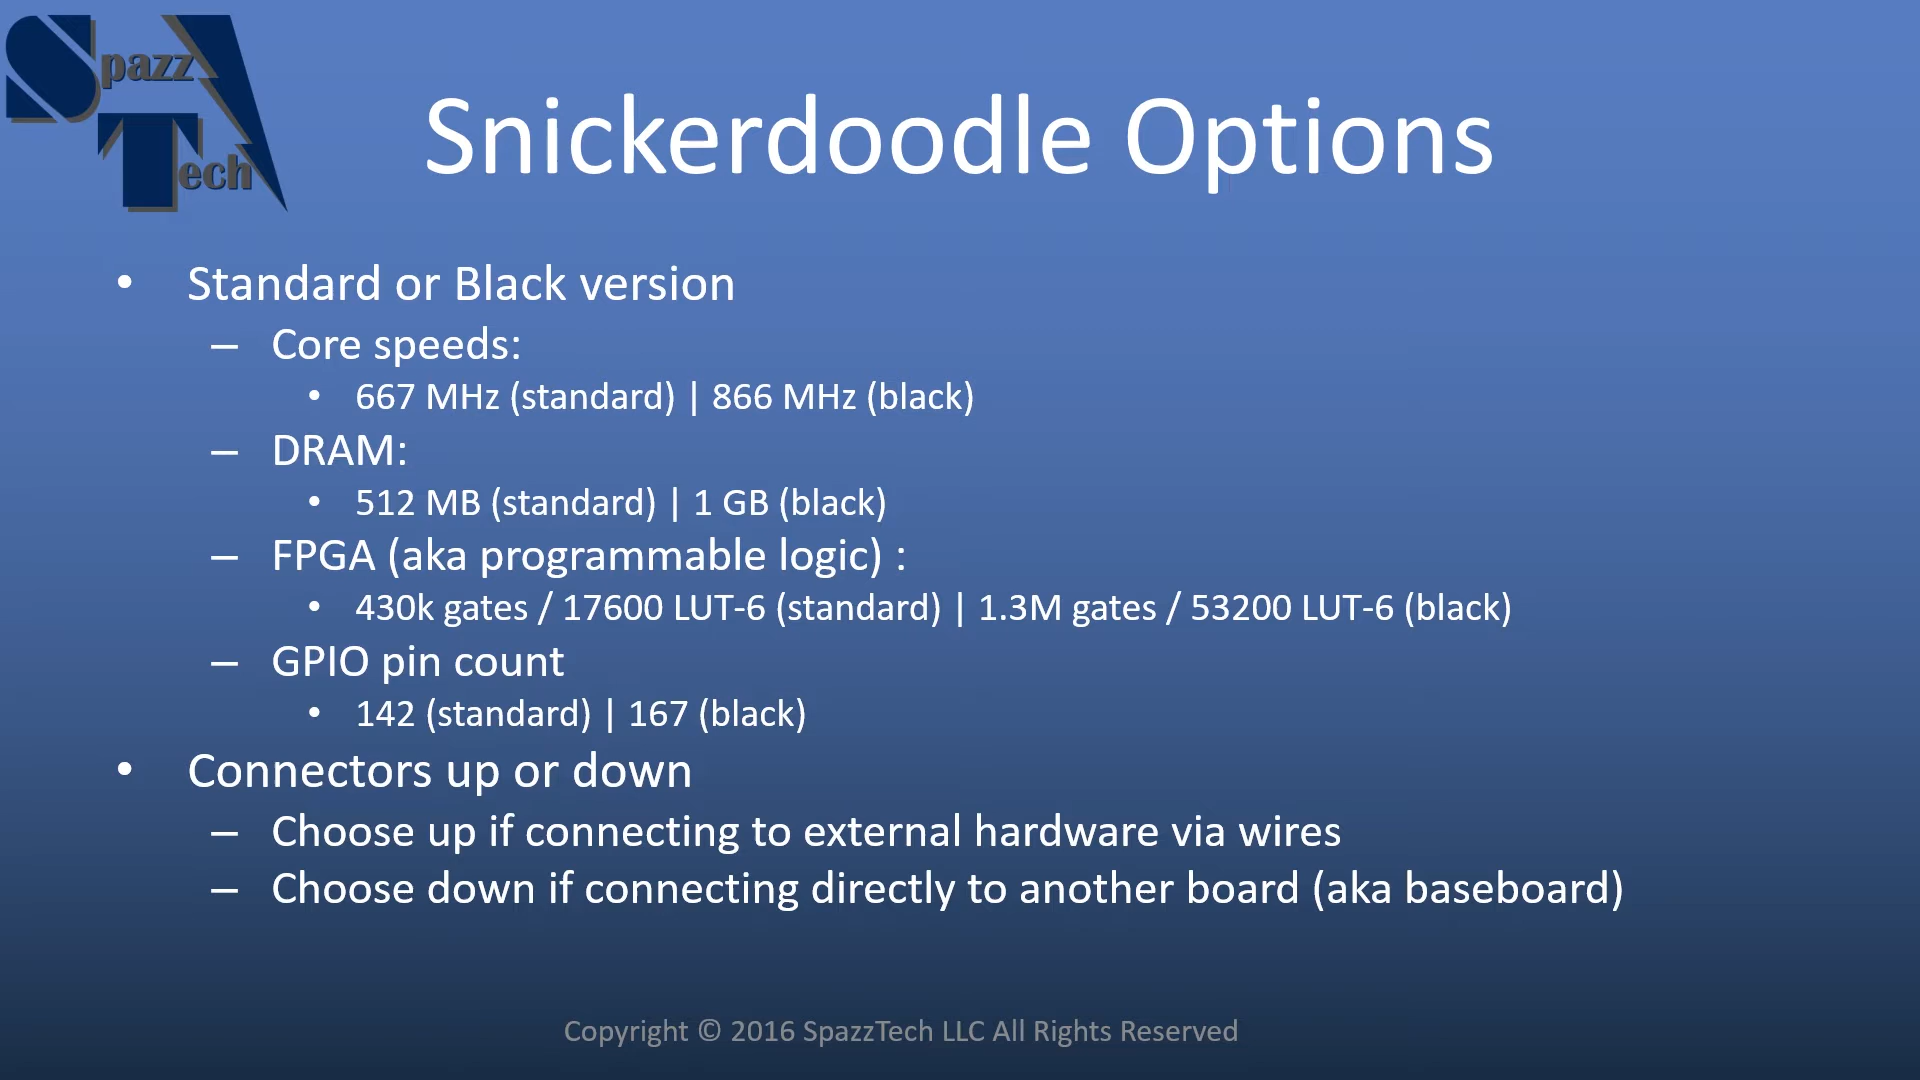 Spazz
Tech
Snickerdoodle Options
• Standard or Black version
– Core speeds:
• 667 MHz (standard) | 866 MHz (black)
– DRAM:
• 512 MB (standard) | 1 GB (black)
– FPGA (aka programmable logic) :
• 430k gates / 17600 LUT-6 (standard) | 1.3M gates / 53200 LUT-6 (black)
– GPIO pin count
• 142 (standard) | 167 (black)
• Connectors up or down
– Choose up if connecting to external hardware via wires
– Choose down if connecting directly to another board (aka baseboard)
Copyright © 2016 SpazzTech LLC All Rights Reserved